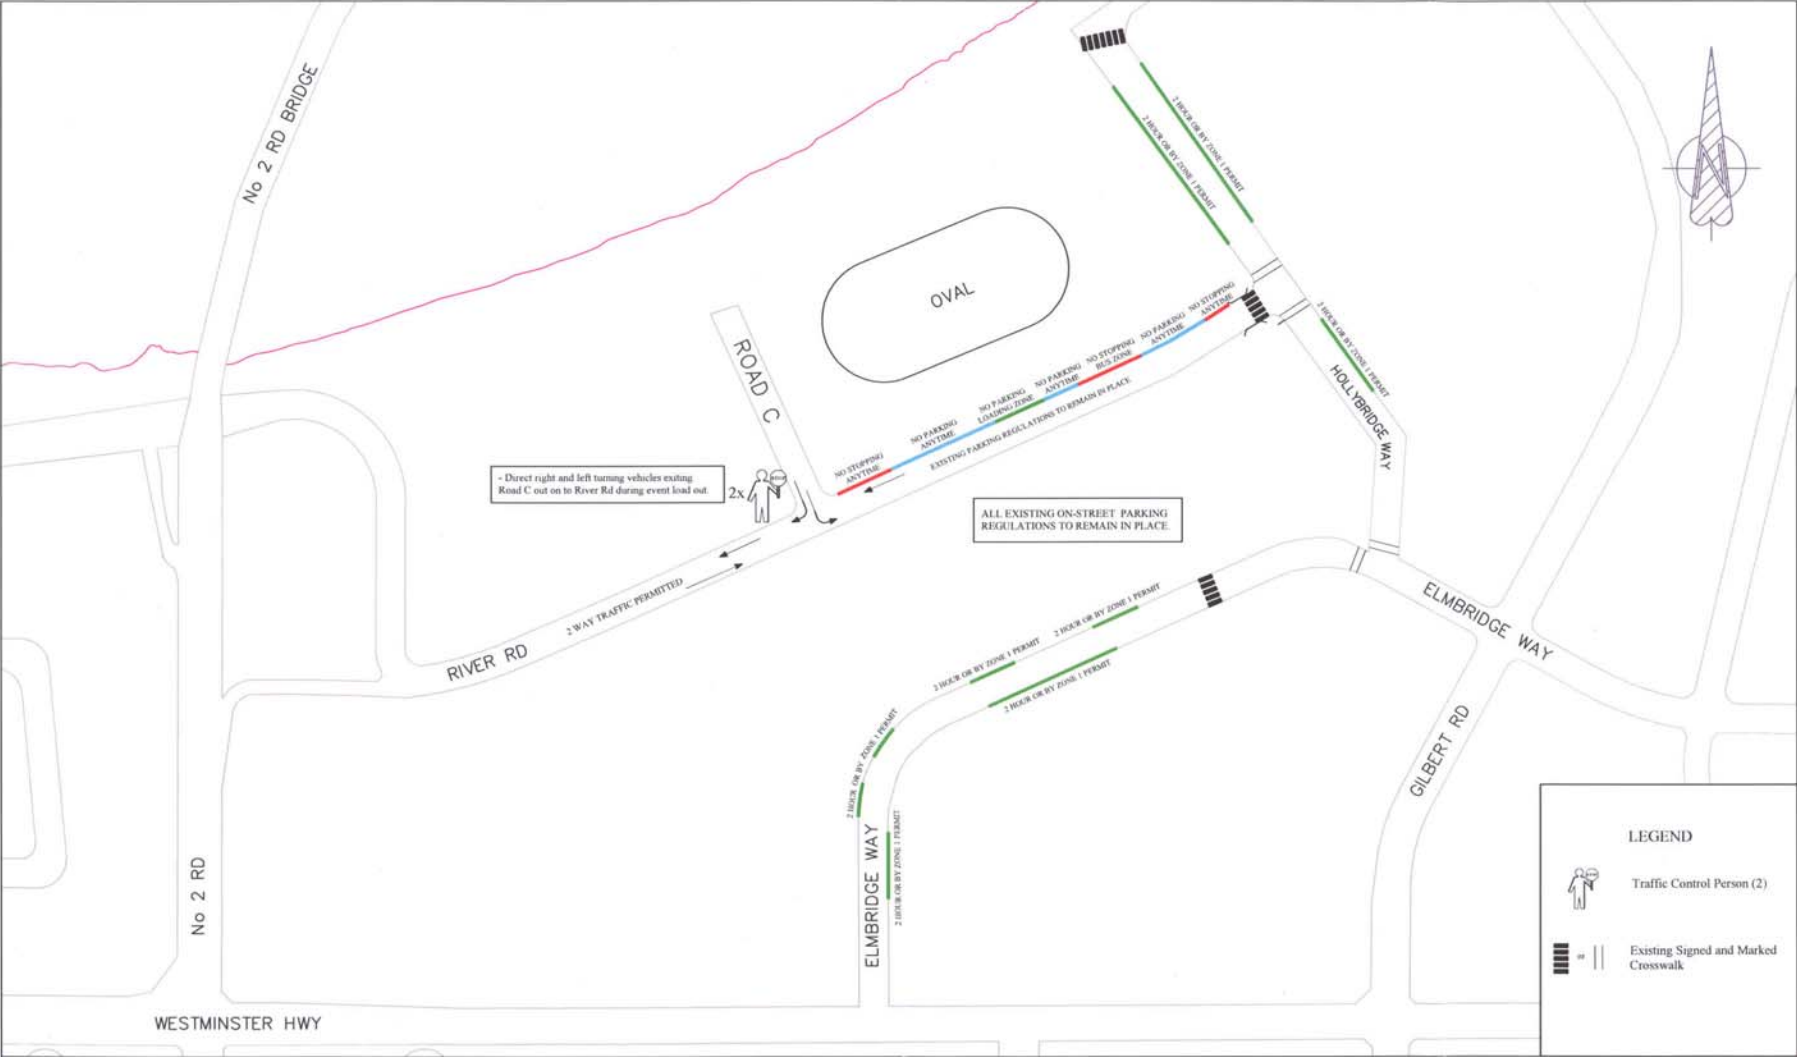 No 2 RD BRIDGE
2 HOUR OR BY ZONE 1 PERMIT
2 HOUR OR BY ZONE 1 PERMIT
N
OVAL
ROAD C
NO STOPPING
ANYTIME
NO PARKING
ANYTIME
NO PARKING
LOADING ZONE
NO PARKING
ANYTIME
NO STOPPING
BUS ZONE
NO PARKING
ANYTIME
NO STOPPING
ANYTIME
EXISTING PARKING REGULATIONS TO REMAIN IN PLACE
2 HOUR OR BY ZONE 1 PERMIT
HOLLYBRIDGE WAY
- Direct right and left turning vehicles exiting
Road C out on to River Rd during event load out.
2x
ALL EXISTING ON-STREET PARKING
REGULATIONS TO REMAIN IN PLACE
2 WAY TRAFFIC PERMITTED
RIVER RD
2 HOUR OR BY ZONE 1 PERMIT
2 HOUR OR BY ZONE 1 PERMIT
2 HOUR OR BY ZONE 1 PERMIT
2 HOUR OR BY ZONE 1 PERMIT
2 HOUR OR BY ZONE 1 PERMIT
ELMBRIDGE WAY
ELMBRIDGE WAY
GILBERT RD
No 2 RD
WESTMINSTER HWY
LEGEND
Traffic Control Person (2)
or
Existing Signed and Marked
Crosswalk